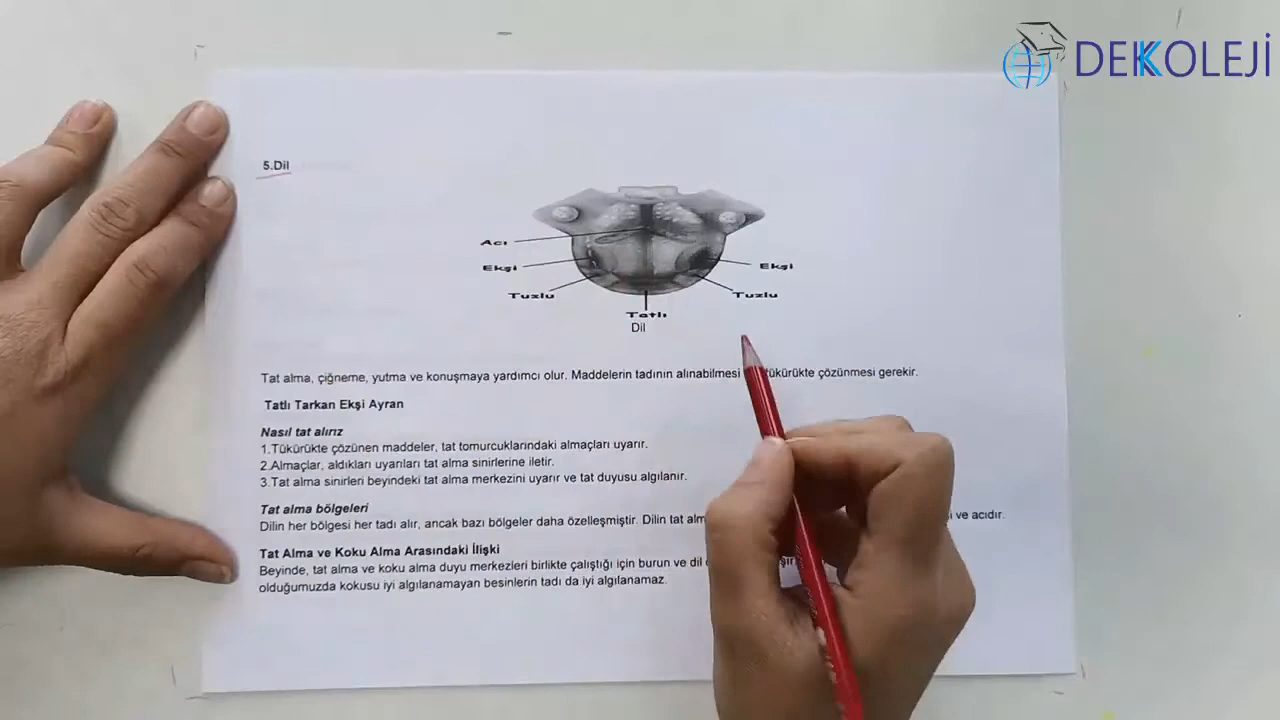 DEKKOLEJİ
5.Dil
Acı
Ekşi
Ekşi
Tuzlu
Tuzlu
Tatlı
Dil
Tat alma, çiğneme, yutma ve konuşmaya yardımcı olur. Maddelerin tadının alınabilmesi tükürükte çözünmesi gerekir.
Tatlı Tarkan Ekşi Ayran
Nasıl tat alırız
1.Tükürükte çözünen maddeler, tat tomurcuklarındaki almaçları uyarır.
2.Almaçlar, aldıkları uyarıları tat alma sinirlerine iletir.
3.Tat alma sinirleri beyindeki tat alma merkezini uyarır ve tat duyusu algılanır.
Tat alma bölgeleri
Dilin her bölgesi her tadı alır, ancak bazı bölgeler daha özelleşmiştir. Dilin tat ve acıdır.
Tat Alma ve Koku Alma Arasındaki İlişki
Beyinde, tat alma ve koku alma duyu merkezleri birlikte çalıştığı için burun ve dil
olduğumuzda kokusu iyi algılanamayan besinlerin tadı da iyi algılanamaz.